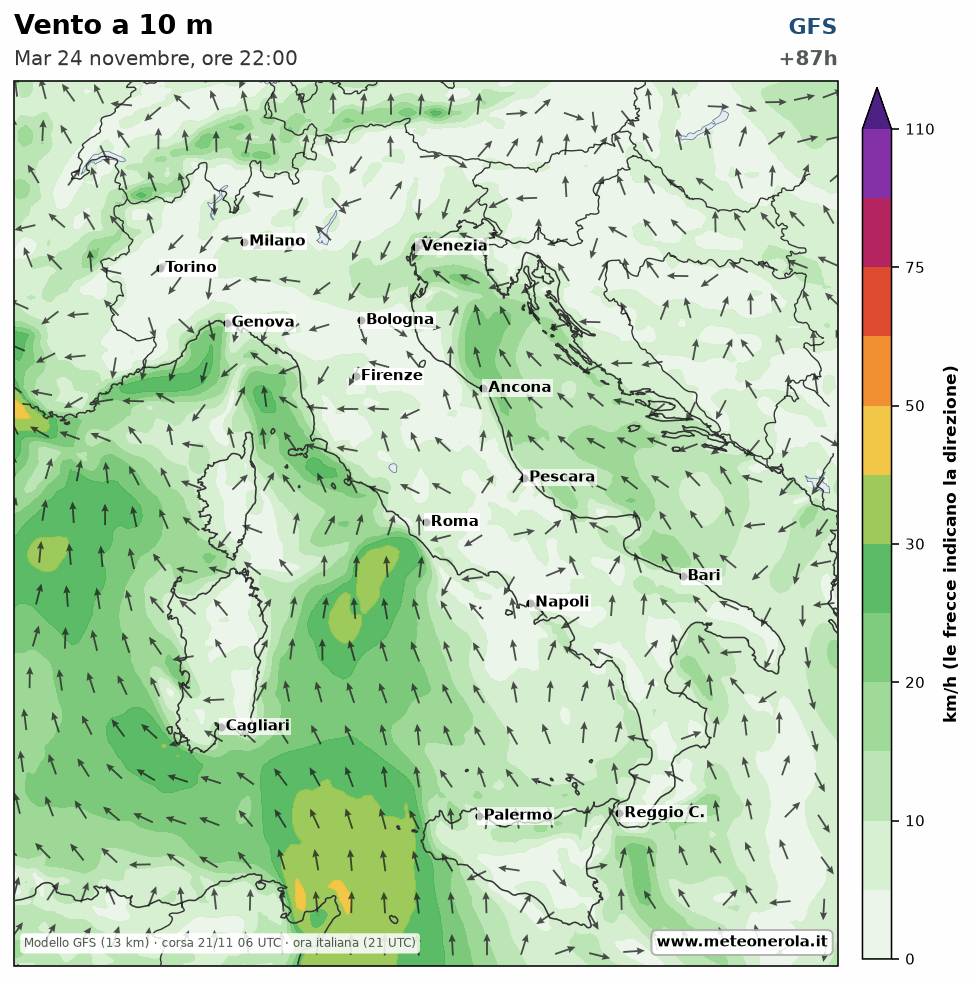 Vento a 10 m
GFS
Mar 24 novembre, ore 22:00
+87h
110
75
50
30
20
10
0
km/h (le frecce indicano la direzione)
Milano
Venezia
Torino
Genova
Bologna
Firenze
Ancona
Pescara
Roma
Bari
Napoli
Cagliari
Palermo
Reggio C.
Modello GFS (13 km) · corsa 21/11 06 UTC · ora italiana (21 UTC)
www.meteonerola.it